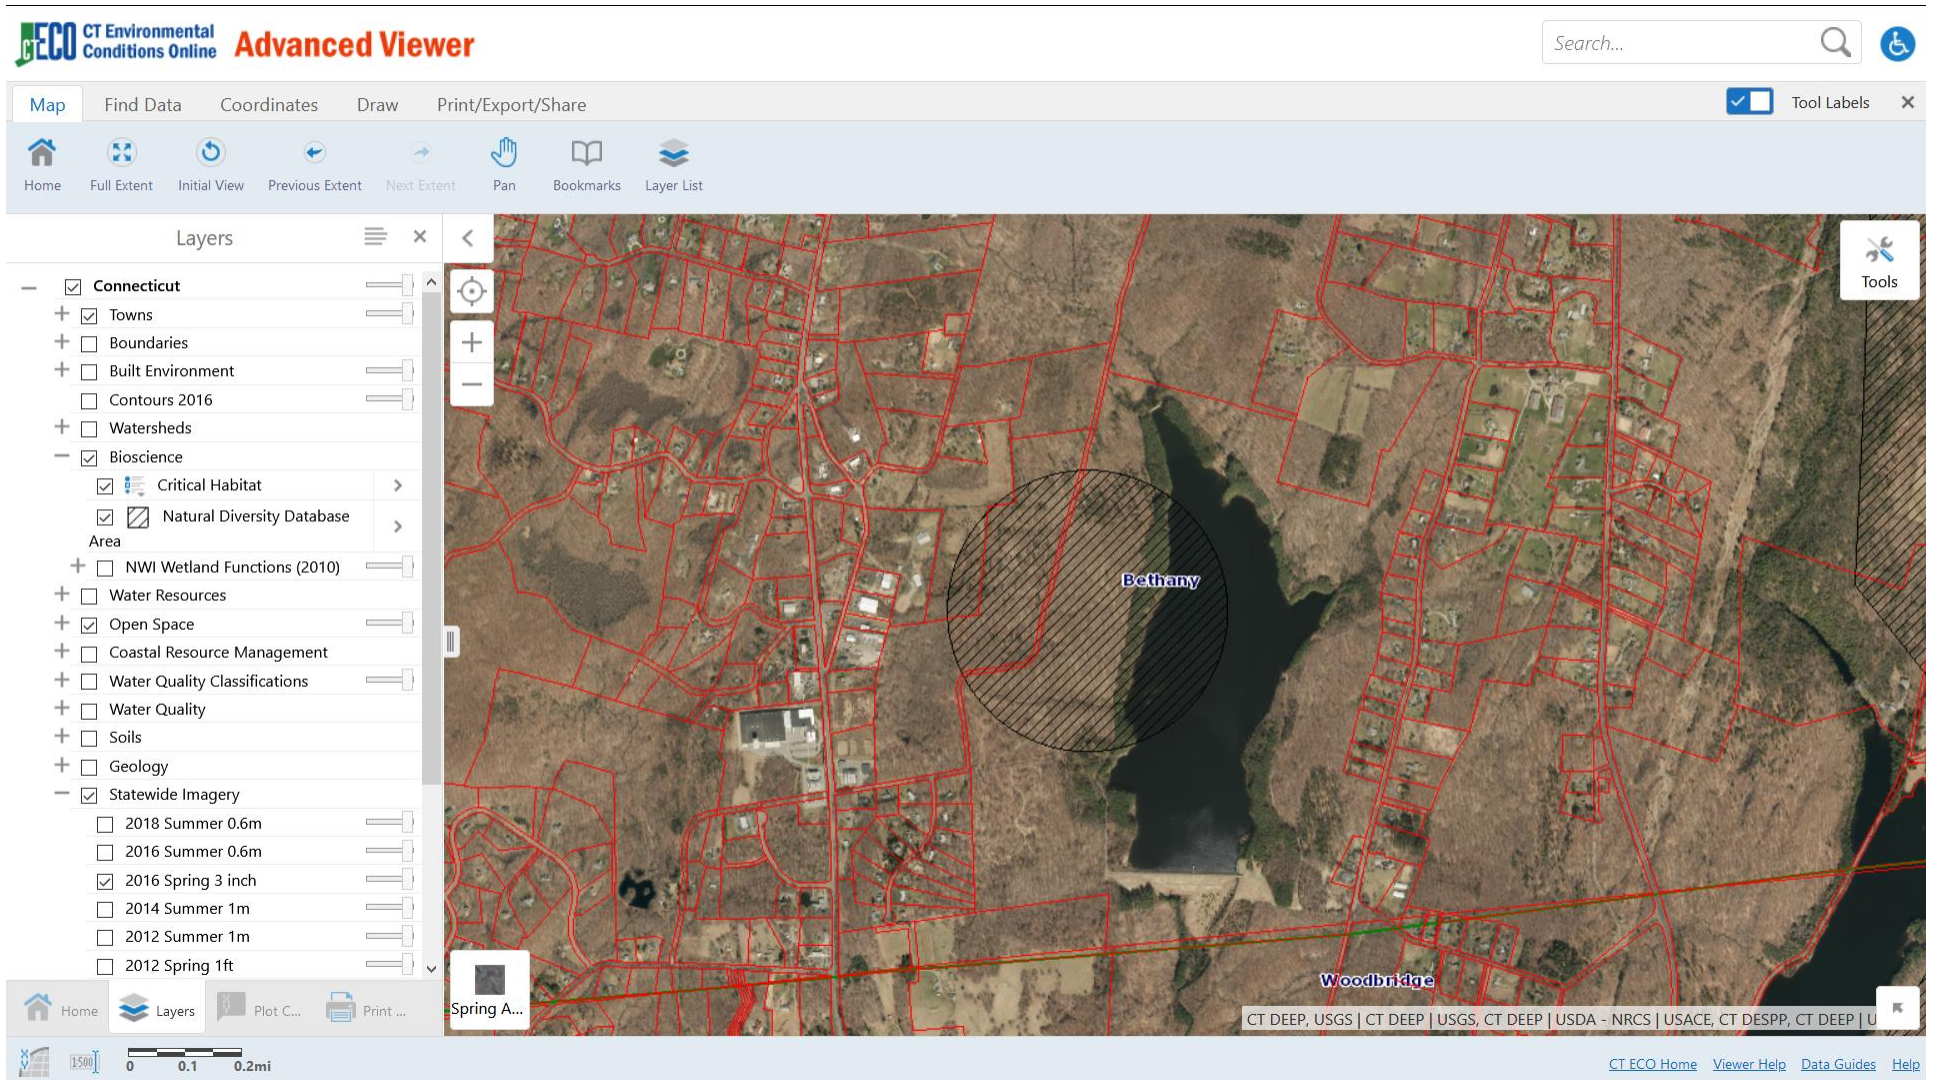 CTECO CT Environmental
Conditions Online
Advanced Viewer
Search...
Map Find Data Coordinates Draw Print/Export/Share
Tool Labels
Home Full Extent Initial View Previous Extent Next Extent Pan Bookmarks Layer List
Layers
Tools
Connecticut
Towns
Boundaries
Built Environment
Contours 2016
Watersheds
Bioscience
Critical Habitat
Natural Diversity Database
Area
NWI Wetland Functions (2010)
Water Resources
Open Space
Coastal Resource Management
Water Quality Classifications
Water Quality
Soils
Geology
Statewide Imagery
2018 Summer 0.6m
2016 Summer 0.6m
2016 Spring 3 inch
2014 Summer 1m
2012 Summer 1m
2012 Spring 1ft
Bethany
Woodbridge
Spring A...
CT DEEP, USGS | CT DEEP | USGS, CT DEEP | USDA - NRCS | USACE, CT DESPP, CT DEEP | U
Home Layers Plot C... Print ...
X
Y
1:500
0 0.1 0.2mi
CT ECO Home Viewer Help Data Guides Help